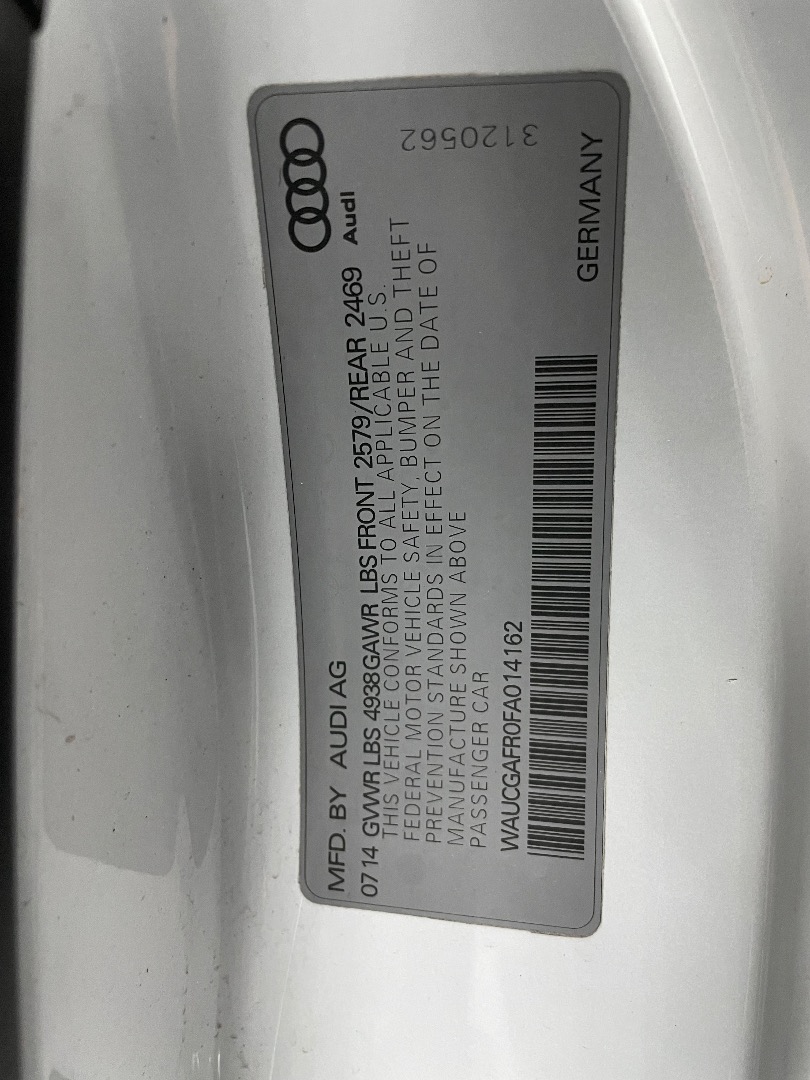 MFD. BY AUDI AG
Audi
0714 GVWR LBS 4938 GAWR LBS FRONT 2579/REAR 2469
THIS VEHICLE CONFORMS TO ALL APPLICABLE U.S.
FEDERAL MOTOR VEHICLE SAFETY, BUMPER AND THEFT
PREVENTION STANDARDS IN EFFECT ON THE DATE OF
MANUFACTURE SHOWN ABOVE
PASSENGER CAR
WAUCGAFR0FA014162
3120562
GERMANY